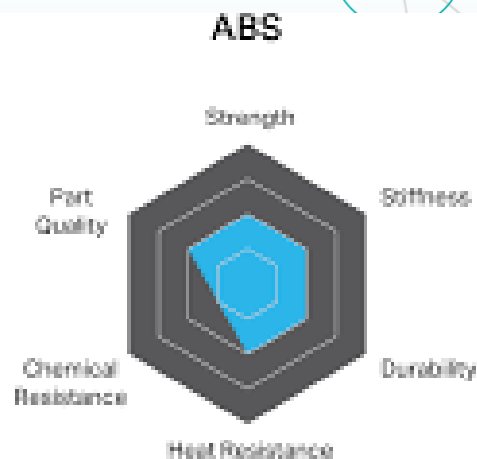 ABS
Strength
Part
Quality
Stiffness
Chemical
Resistance
Durability
Heat Resistance